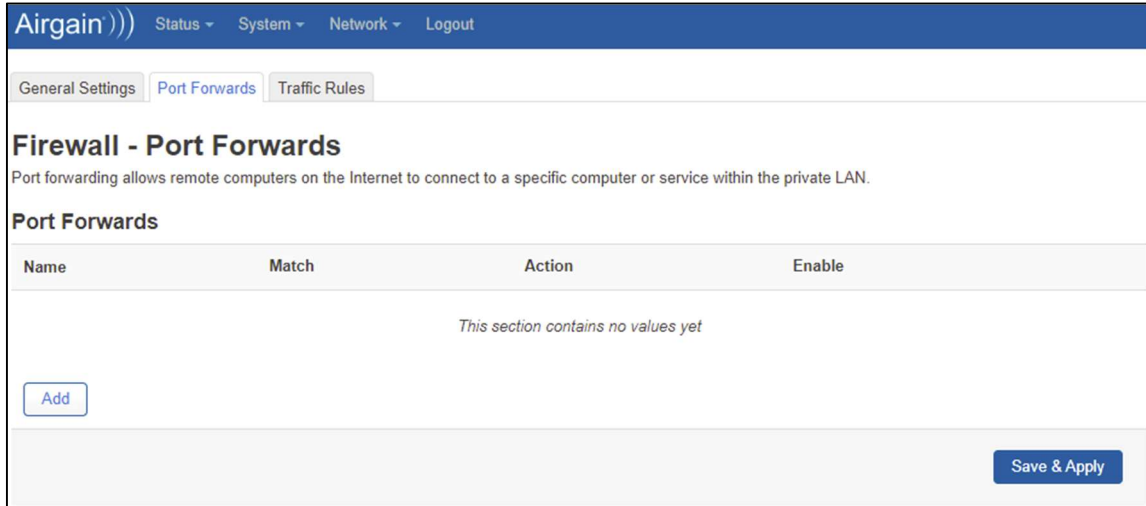 Airgain Status System Network Logout
General Settings Port Forwards Traffic Rules
Firewall - Port Forwards
Port forwarding allows remote computers on the Internet to connect to a specific computer or service within the private LAN.
Port Forwards
Name Match Action Enable
This section contains no values yet
Add
Save & Apply